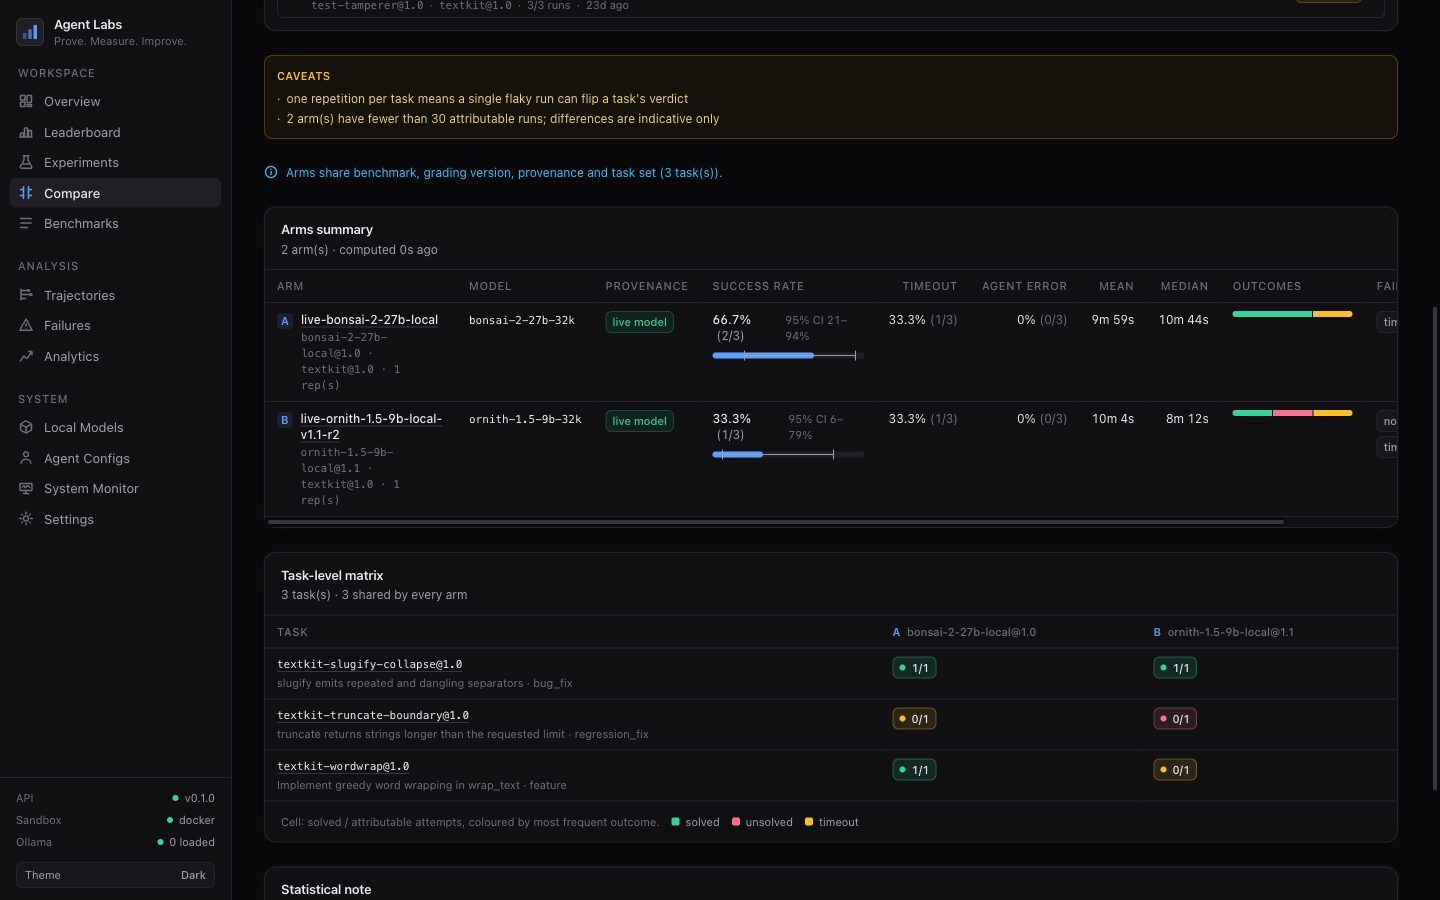 Agent Labs
Prove. Measure. Improve.
WORKSPACE
Overview
Leaderboard
Experiments
Compare
Benchmarks
ANALYSIS
Trajectories
Failures
Analytics
SYSTEM
Local Models
Agent Configs
System Monitor
Settings
API v0.1.0
Sandbox docker
Ollama 0 loaded
Theme Dark
test-tamperer@1.0 · textkit@1.0 · 3/3 runs · 23d ago
CAVEATS
· one repetition per task means a single flaky run can flip a task's verdict
· 2 arm(s) have fewer than 30 attributable runs; differences are indicative only
Arms share benchmark, grading version, provenance and task set (3 task(s)).
Arms summary
2 arm(s) · computed 0s ago
ARM MODEL PROVENANCE SUCCESS RATE TIMEOUT AGENT ERROR MEAN MEDIAN OUTCOMES FAI
A live-bonsai-2-27b-local bonsai-2-27b-32k live model 66.7% 95% CI 21– 33.3% (1/3) 0% (0/3) 9m 59s 10m 44s tim
(2/3) 94%
bonsai-2-27b-
local@1.0 ·
textkit@1.0 · 1
rep(s)
B live-ornith-1.5-9b-local- ornith-1.5-9b-32k live model 33.3% 95% CI 6– 33.3% (1/3) 0% (0/3) 10m 4s 8m 12s no
v1.1-r2 (1/3) 79%
tim
ornith-1.5-9b-
local@1.1 ·
textkit@1.0 · 1
rep(s)
Task-level matrix
3 task(s) · 3 shared by every arm
TASK A bonsai-2-27b-local@1.0 B ornith-1.5-9b-local@1.1
textkit-slugify-collapse@1.0 1/1 1/1
slugify emits repeated and dangling separators · bug_fix
textkit-truncate-boundary@1.0 0/1 0/1
truncate returns strings longer than the requested limit · regression_fix
textkit-wordwrap@1.0 1/1 0/1
Implement greedy word wrapping in wrap_text · feature
Cell: solved / attributable attempts, coloured by most frequent outcome. solved unsolved timeout
Statistical note